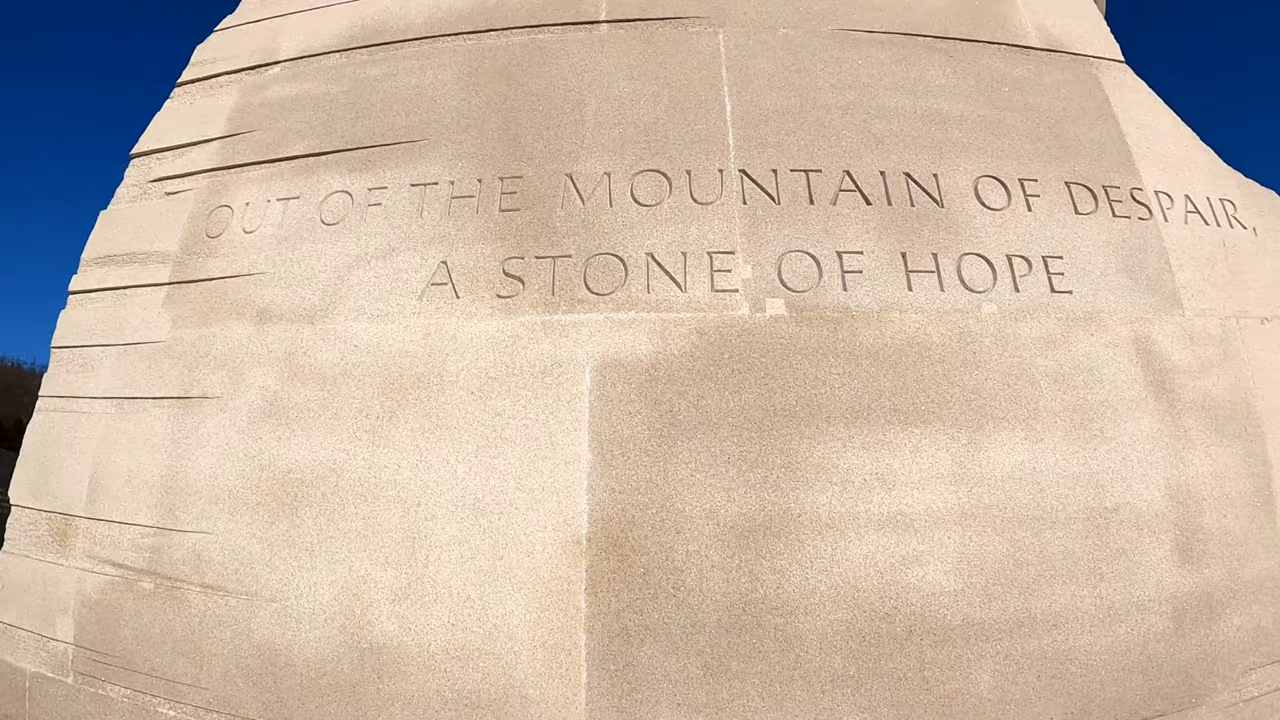 OUT OF THE MOUNTAIN OF DESPAIR,
A STONE OF HOPE